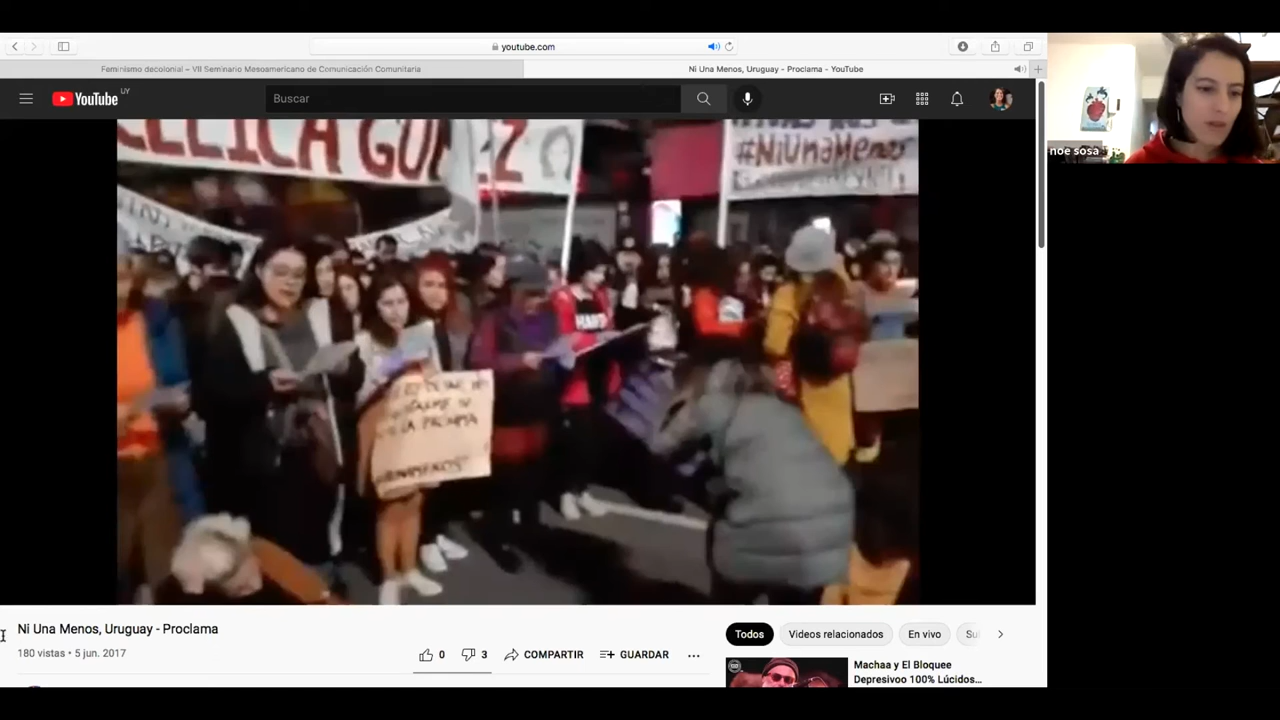 youtube.com
Feminismo decolonial – VII Seminario Mesoamericano de Comunicación Comunitaria
Ni Una Menos, Uruguay - Proclama - YouTube
YouTube UY
Buscar
noe sosa
#NiUnaMenos
Ni Una Menos, Uruguay - Proclama
180 vistas • 5 jun. 2017
0
3
COMPARTIR
GUARDAR
Todos
Videos relacionados
En vivo
Machaa y El Bloquee
Depresivoo 100% Lúcidos...